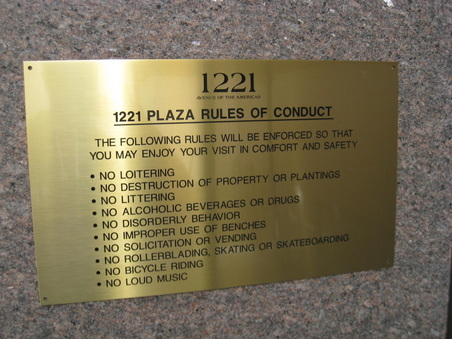 1221
AVENUE OF THE AMERICAS
1221 PLAZA RULES OF CONDUCT
THE FOLLOWING RULES WILL BE ENFORCED SO THAT
YOU MAY ENJOY YOUR VISIT IN COMFORT AND SAFETY
• NO LOITERING
• NO DESTRUCTION OF PROPERTY OR PLANTINGS
• NO LITTERING
• NO ALCOHOLIC BEVERAGES OR DRUGS
• NO DISORDERLY BEHAVIOR
• NO IMPROPER USE OF BENCHES
• NO SOLICITATION OR VENDING
• NO ROLLERBLADING, SKATING OR SKATEBOARDING
• NO BICYCLE RIDING
• NO LOUD MUSIC